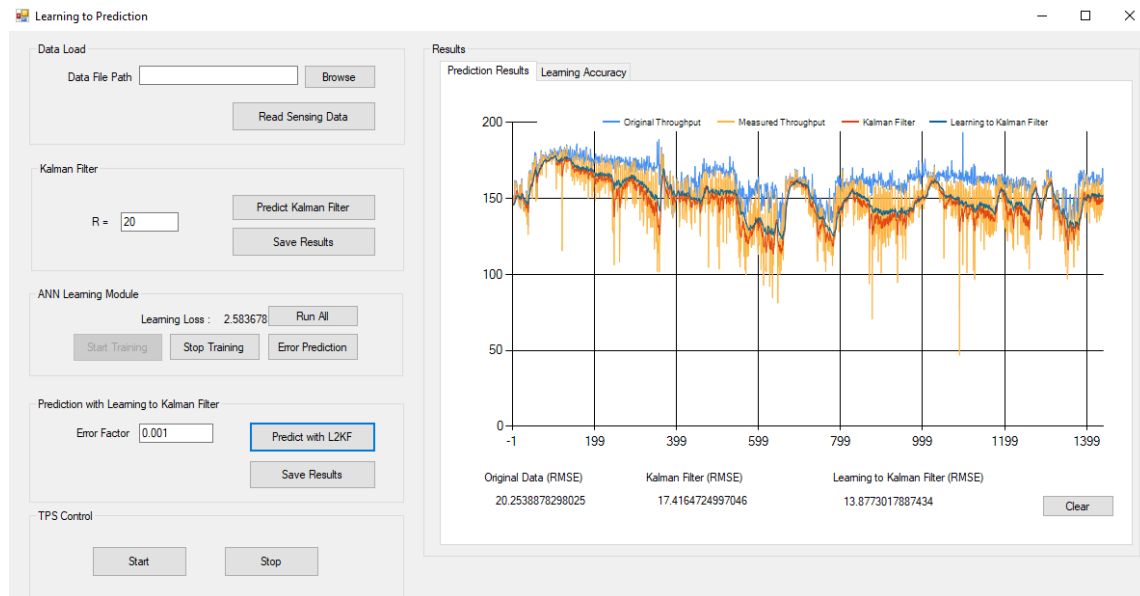 Learning to Prediction
Data Load
Data File Path
Browse
Read Sensing Data
Kalman Filter
R =
20
Predict Kalman Filter
Save Results
ANN Learning Module
Learning Loss :
2.583678
Run All
Start Training
Stop Training
Error Prediction
Prediction with Learning to Kalman Filter
Error Factor
0.001
Predict with L2KF
Save Results
TPS Control
Start
Stop
Results
Prediction Results
Learning Accuracy
Original Throughput
Measured Throughput
Kalman Filter
Learning to Kalman Filter
200
150
100
50
0
-1
199
399
599
799
999
1199
1399
Original Data (RMSE)
Kalman Filter (RMSE)
Learning to Kalman Filter (RMSE)
20.2538878298025
17.4164724997046
13.8773017887434
Clear